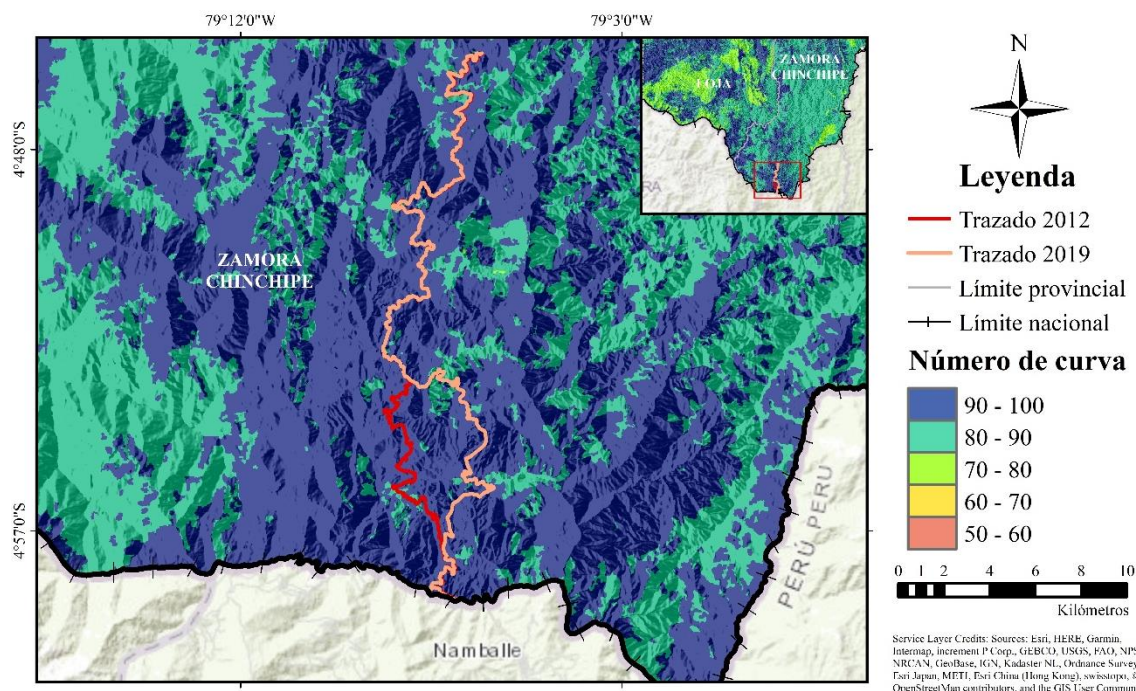 79°12'0"W
79°3'0"W
4°48'0"S
4°57'0"S
ZAMORA
CHINCHIPE
LOJA
ZAMORA
CHINCHIPE
PERÚ PERU
Namballe
N
Leyenda
Trazado 2012
Trazado 2019
Límite provincial
Límite nacional
Número de curva
90 - 100
80 - 90
70 - 80
60 - 70
50 - 60
0 1 2 4 6 8 10
Kilómetros
Service Layer Credits: Sources: Esri, HERE, Garmin,
Intermap, increment P Corp., GEBCO, USGS, FAO, NPS,
NRCAN, GeoBase, IGN, Kadaster NL, Ordnance Survey,
Esri Japan, METI, Esri China (Hong Kong), swisstopo, ©
OpenStreetMap contributors, and the GIS User Commun